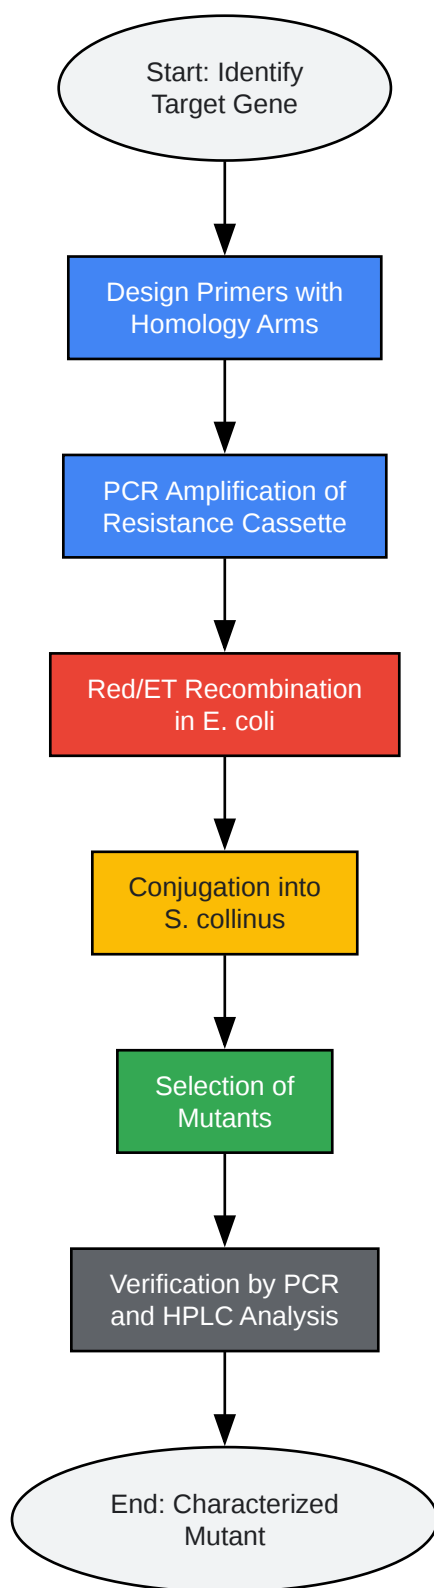 Start: Identify
Target Gene
Design Primers with
Homology Arms
PCR Amplification of
Resistance Cassette
Red/ET Recombination
in E. coli
Conjugation into
S. collinus
Selection of
Mutants
Verification by PCR
and HPLC Analysis
End: Characterized
Mutant